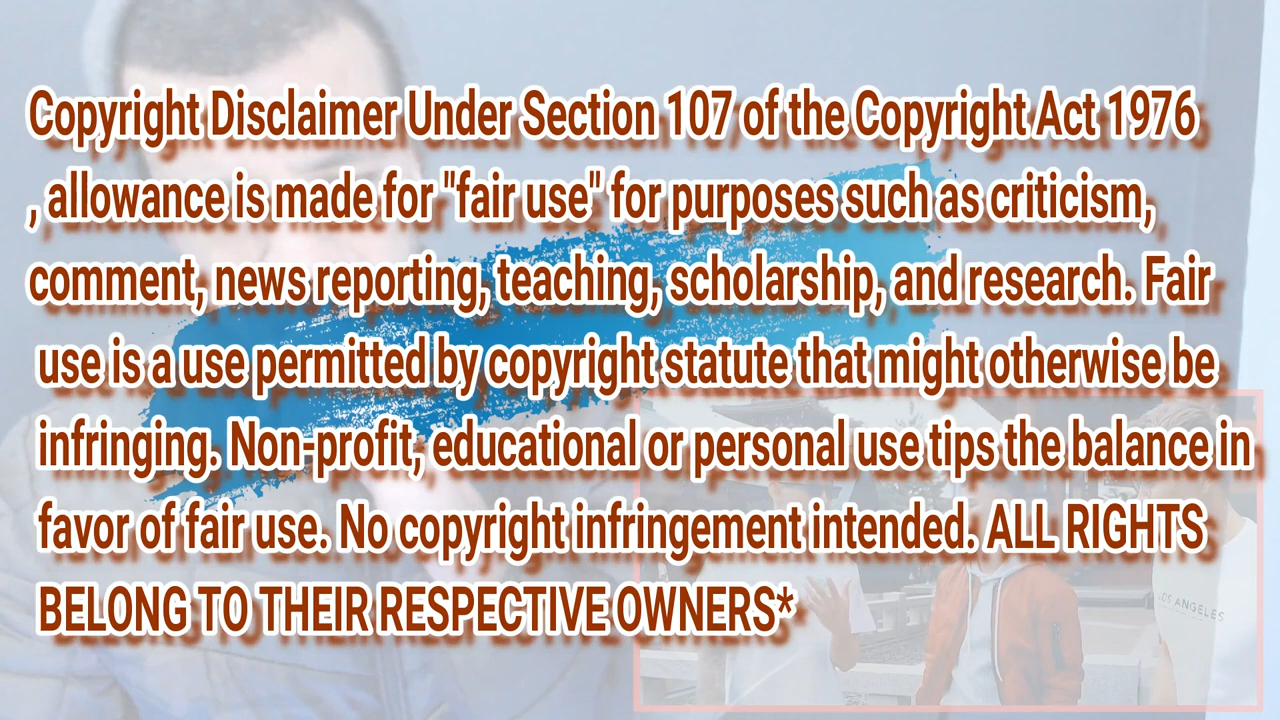 Copyright Disclaimer Under Section 107 of the Copyright Act 1976
, allowance is made for "fair use" for purposes such as criticism,
comment, news reporting, teaching, scholarship, and research. Fair
use is a use permitted by copyright statute that might otherwise be
infringing. Non-profit, educational or personal use tips the balance in
favor of fair use. No copyright infringement intended. ALL RIGHTS
BELONG TO THEIR RESPECTIVE OWNERS*
LOS ANGELES